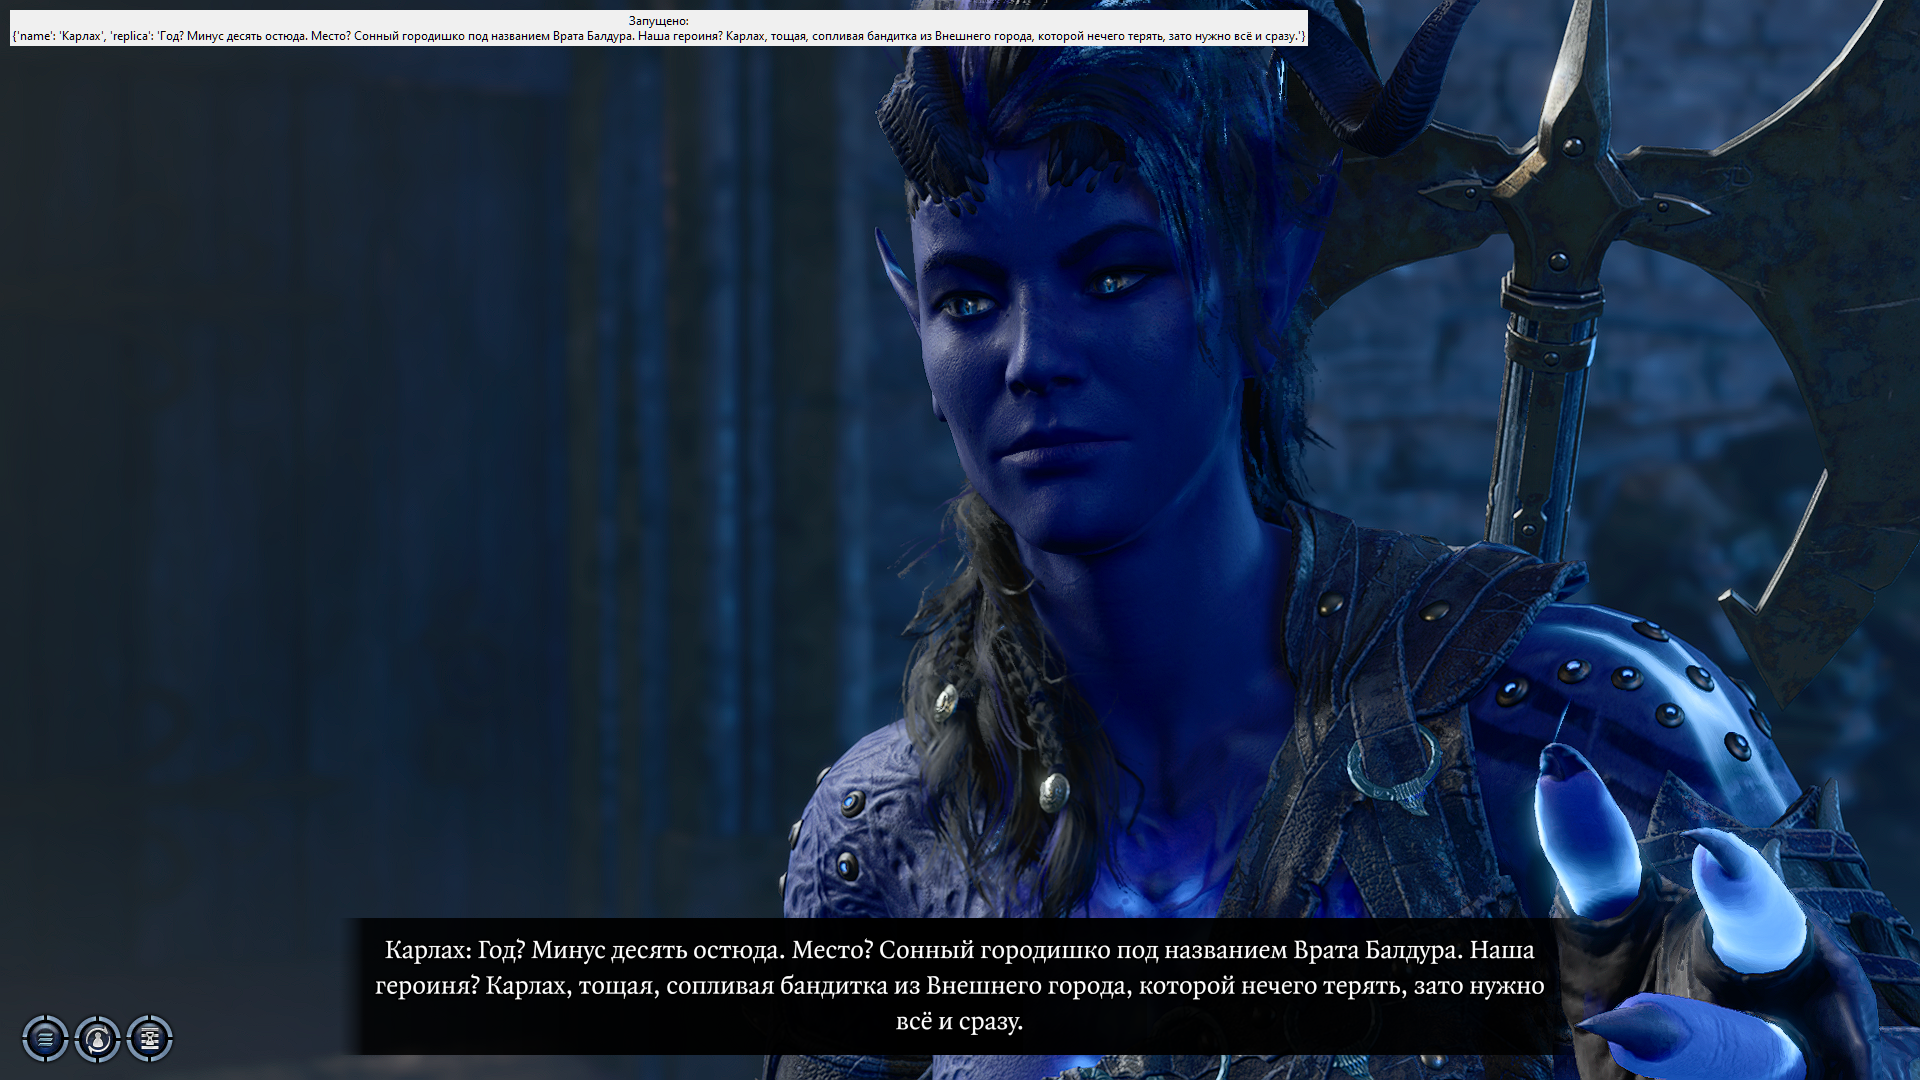 Запущено:
{'name': 'Карлах', 'replica': 'Год? Минус десять остюда. Место? Сонный городишко под названием Врата Балдура. Наша героиня? Карлах, тощая, сопливая бандитка из Внешнего города, которой нечего терять, зато нужно всё и сразу.'}
Карлах: Год? Минус десять остюда. Место? Сонный городишко под названием Врата Балдура. Наша
героиня? Карлах, тощая, сопливая бандитка из Внешнего города, которой нечего терять, зато нужно
всё и сразу.